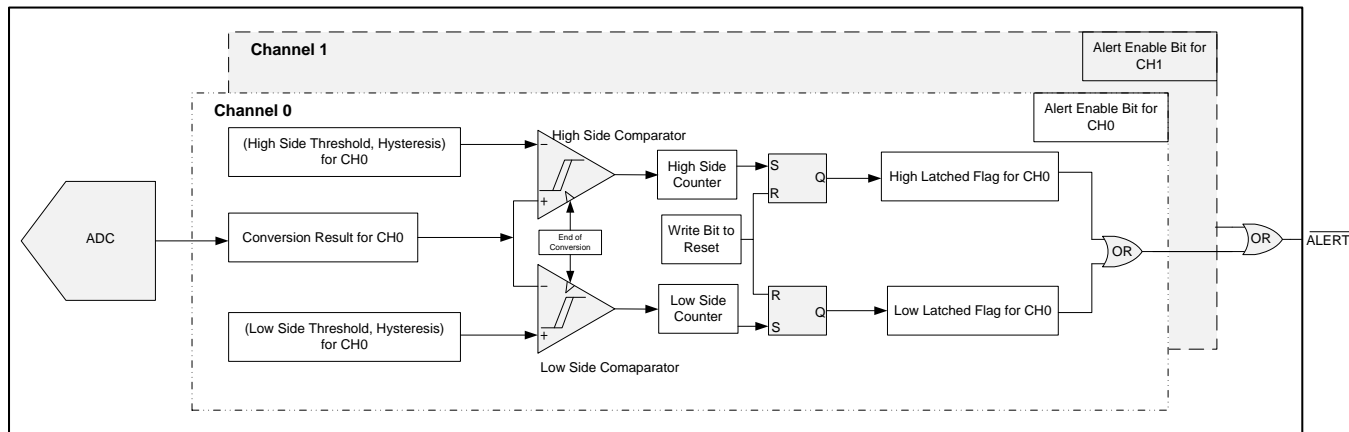 Channel 1
Alert Enable Bit for
CH1
Channel 0
Alert Enable Bit for
CH0
(High Side Threshold, Hysteresis)
for CH0
High Side Comparator
−
+
High Side
Counter
S
R
Q
High Latched Flag for CH0
ADC
Conversion Result for CH0
End of
Conversion
Write Bit to
Reset
OR
OR
ALERT
(Low Side Threshold, Hysteresis)
for CH0
−
+
Low Side
Counter
R
S
Q
Low Latched Flag for CH0
Low Side Comaparator